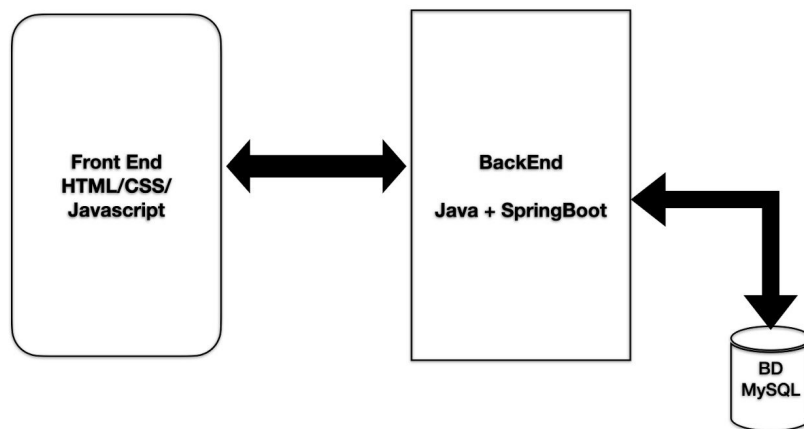 Front End
HTML/CSS/
Javascript
BackEnd
Java + SpringBoot
BD
MySQL